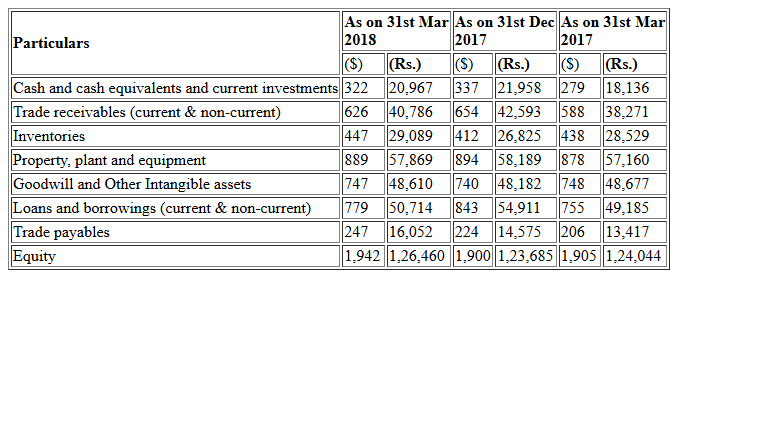 Particulars As on 31st Mar 2018 As on 31st Dec 2017 As on 31st Mar 2017
($) (Rs.) ($) (Rs.) ($) (Rs.)
Cash and cash equivalents and current investments 322 20,967 337 21,958 279 18,136
Trade receivables (current & non-current) 626 40,786 654 42,593 588 38,271
Inventories 447 29,089 412 26,825 438 28,529
Property, plant and equipment 889 57,869 894 58,189 878 57,160
Goodwill and Other Intangible assets 747 48,610 740 48,182 748 48,677
Loans and borrowings (current & non-current) 779 50,714 843 54,911 755 49,185
Trade payables 247 16,052 224 14,575 206 13,417
Equity 1,942 1,26,460 1,900 1,23,685 1,905 1,24,044